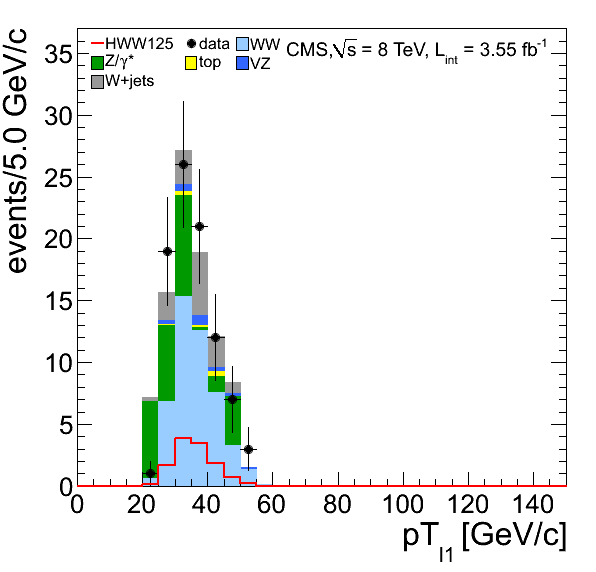 HWW125 data WW CMS,√s = 8 TeV, L_int = 3.55 fb⁻¹
Z/γ* top VZ
W+jets
events/5.0 GeV/c
35
30
25
20
15
10
5
0
0 20 40 60 80 100 120 140
pT_l1 [GeV/c]